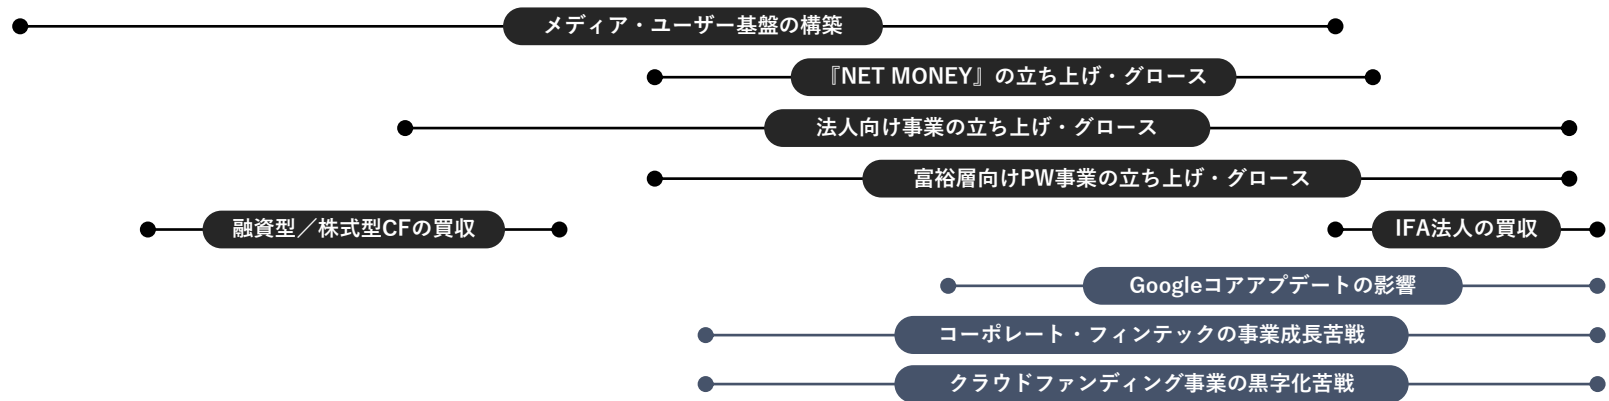 メディア・ユーザー基盤の構築
『NET MONEY』の立ち上げ・グロース
法人向け事業の立ち上げ・グロース
富裕層向けPW事業の立ち上げ・グロース
融資型／株式型CFの買収
IFA法人の買収
Googleコアアプデートの影響
コーポレート・フィンテックの事業成長苦戦
クラウドファンディング事業の黒字化苦戦